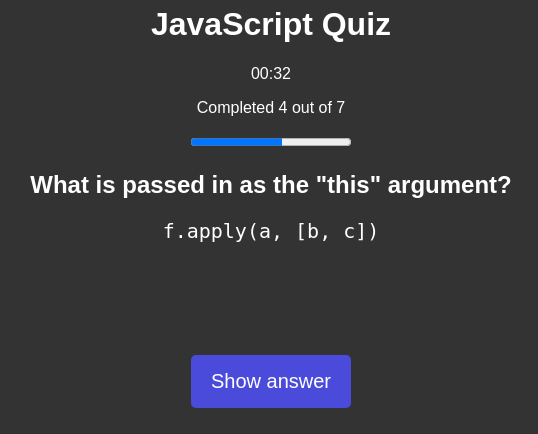 JavaScript Quiz
00:32
Completed 4 out of 7
What is passed in as the "this" argument?
f.apply(a, [b, c])
Show answer